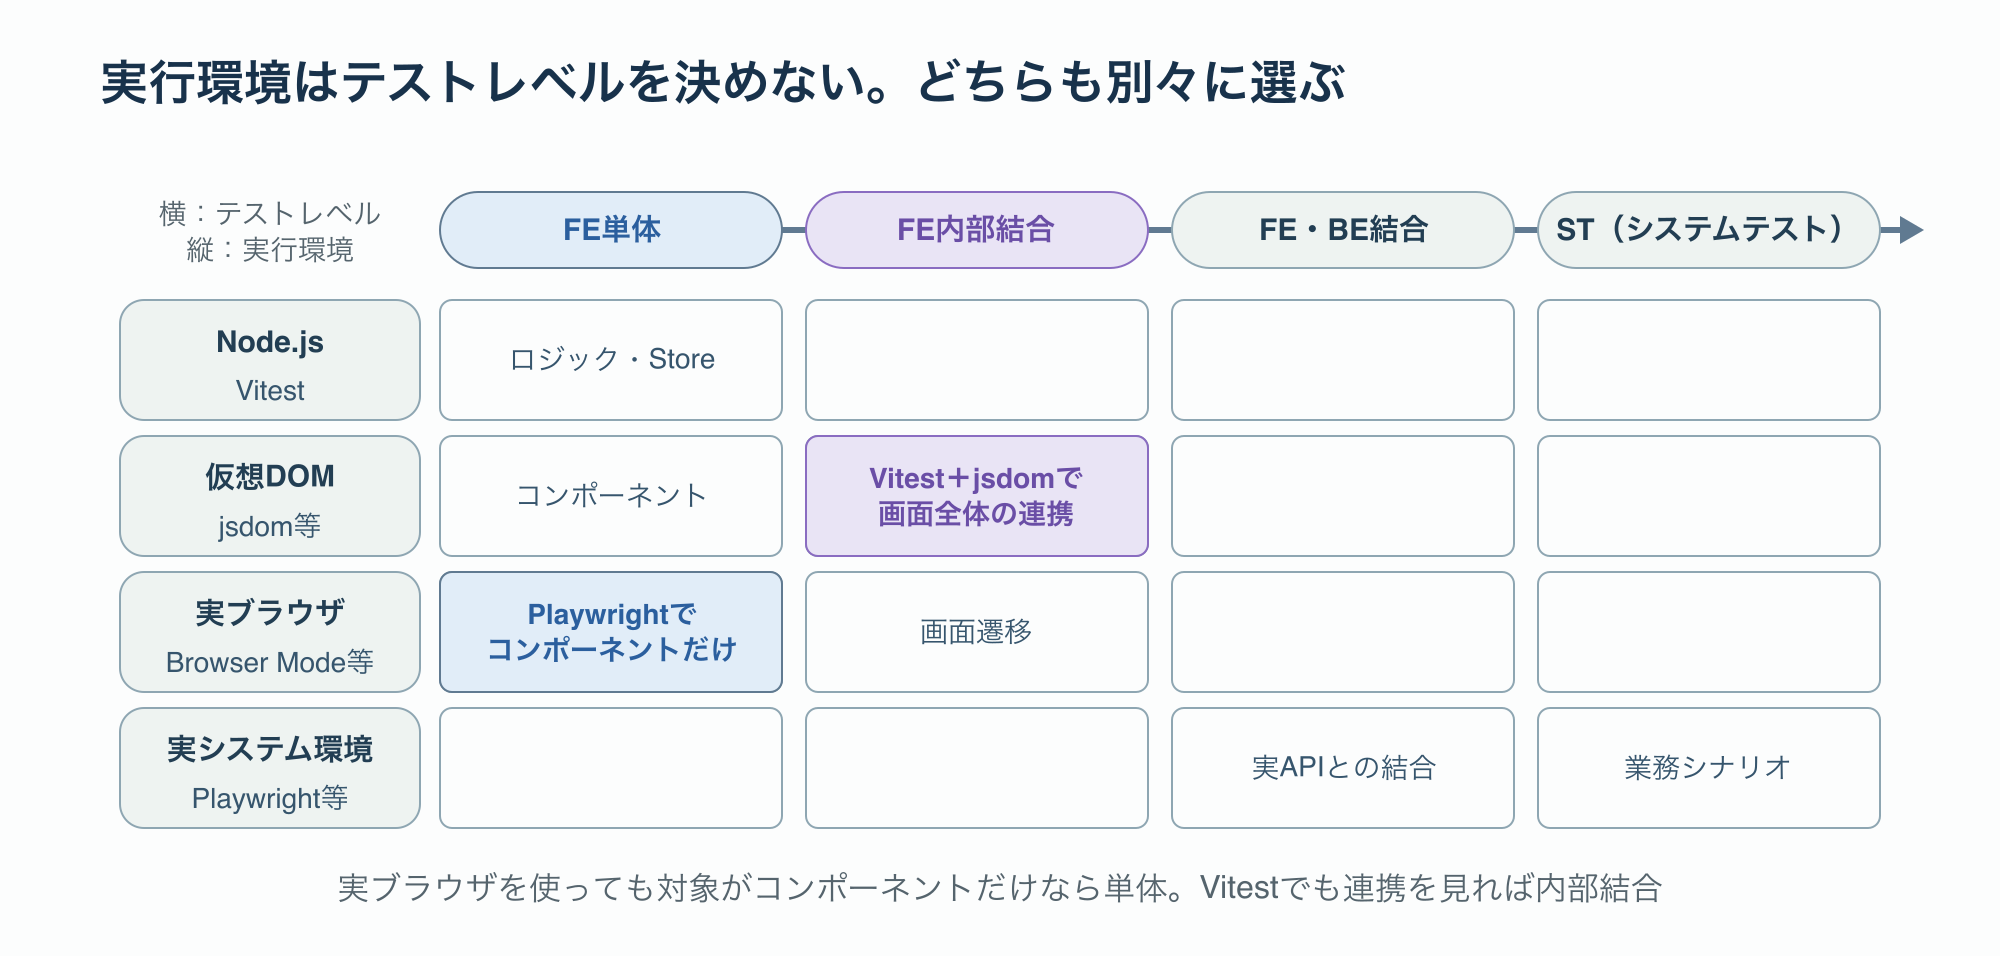 実行環境はテストレベルを決めない。どちらも別々に選ぶ
横：テストレベル
縦：実行環境
FE単体
FE内部結合
FE・BE結合
ST（システムテスト）
Node.js
Vitest
ロジック・Store
仮想DOM
jsdom等
コンポーネント
Vitest＋jsdomで
画面全体の連携
実ブラウザ
Browser Mode等
Playwrightで
コンポーネントだけ
画面遷移
実システム環境
Playwright等
実APIとの結合
業務シナリオ
実ブラウザを使っても対象がコンポーネントだけなら単体。Vitestでも連携を見れば内部結合